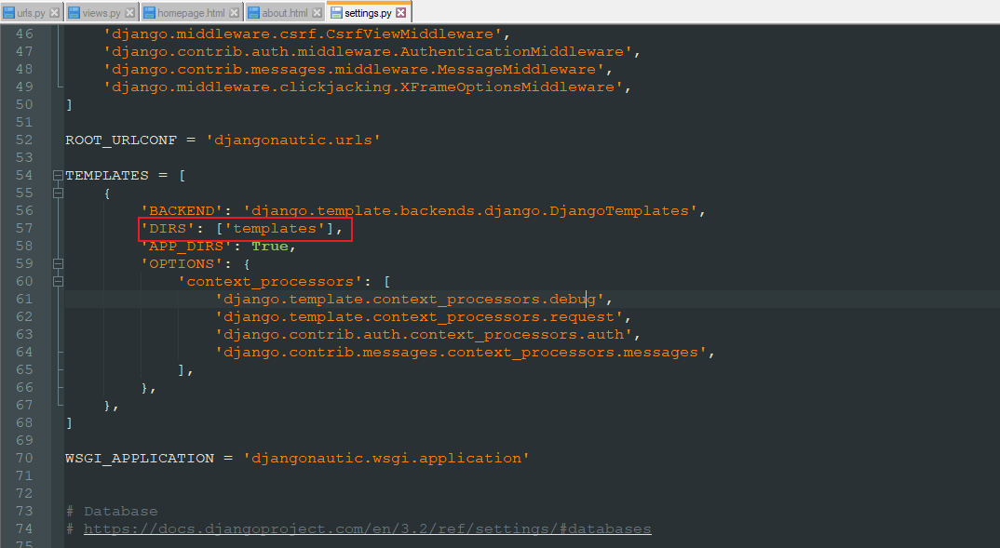 urls.py views.py homepage.html about.html settings.py
46 'django.middleware.csrf.CsrfViewMiddleware',
47 'django.contrib.auth.middleware.AuthenticationMiddleware',
48 'django.contrib.messages.middleware.MessageMiddleware',
49 'django.middleware.clickjacking.XFrameOptionsMiddleware',
50 ]
51
52 ROOT_URLCONF = 'djangonautic.urls'
53
54 TEMPLATES = [
55 {
56 'BACKEND': 'django.template.backends.django.DjangoTemplates',
57 'DIRS': ['templates'],
58 'APP_DIRS': True,
59 'OPTIONS': {
60 'context_processors': [
61 'django.template.context_processors.debug',
62 'django.template.context_processors.request',
63 'django.contrib.auth.context_processors.auth',
64 'django.contrib.messages.context_processors.messages',
65 ],
66 },
67 },
68 ]
69
70 WSGI_APPLICATION = 'djangonautic.wsgi.application'
71
72
73 # Database
74 # https://docs.djangoproject.com/en/3.2/ref/settings/#databases
75